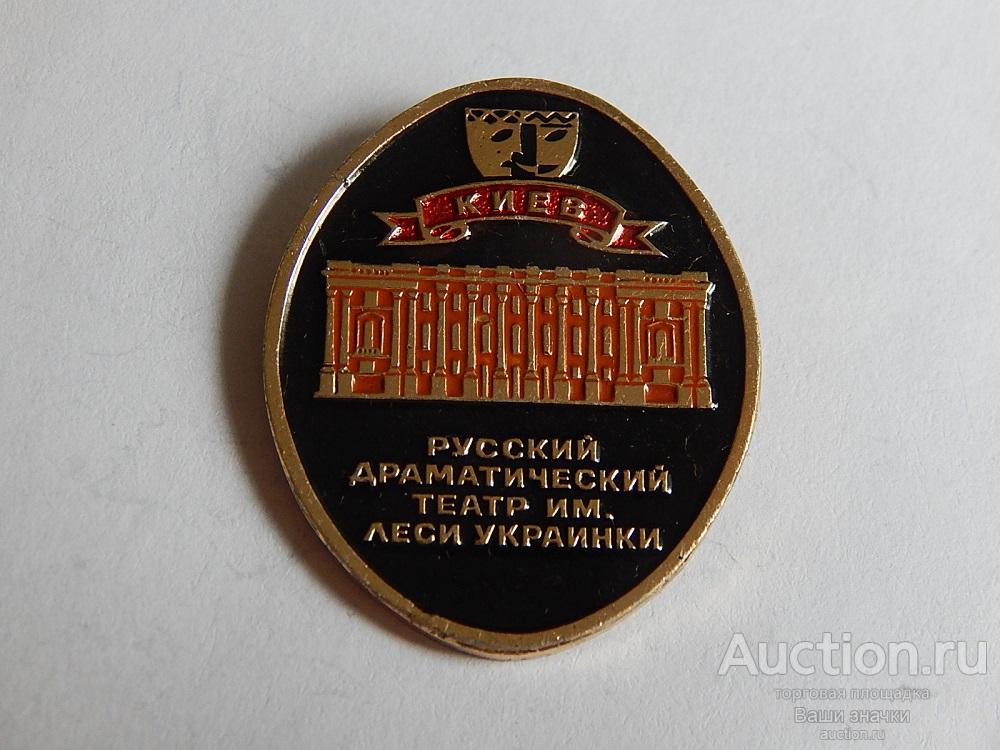 КИЕВ
РУССКИЙ
ДРАМАТИЧЕСКИЙ
ТЕАТР ИМ.
ЛЕСИ УКРАИНКИ
Auction.ru
торговая площадка
Ваши значки
auction.ru